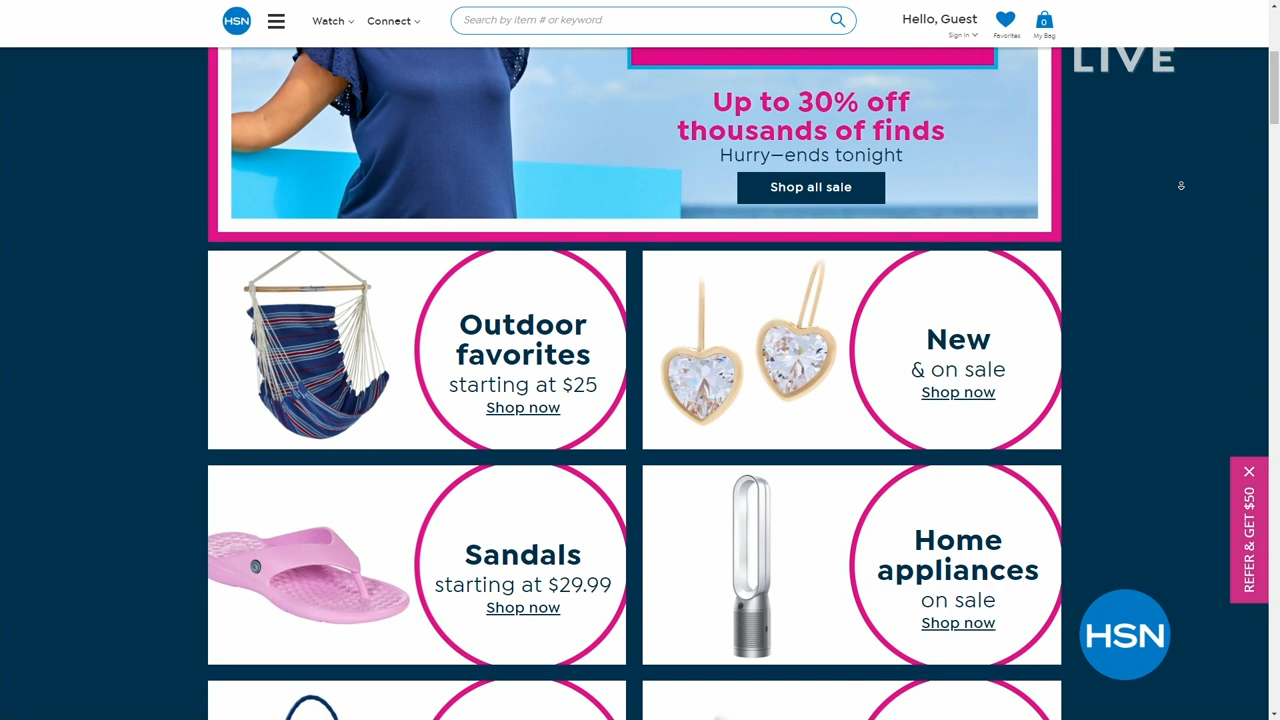 HSN
Watch
Connect
Search by item # or keyword
Hello, Guest
Sign In
Favorites
0
My Bag
LIVE
Up to 30% off
thousands of finds
Hurry—ends tonight
Shop all sale
Outdoor
favorites
starting at $25
Shop now
New
& on sale
Shop now
Sandals
starting at $29.99
Shop now
Home
appliances
on sale
Shop now
REFER & GET $50
HSN